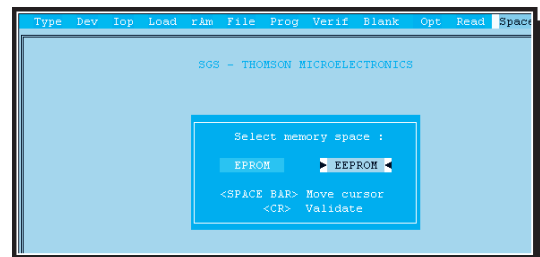 Type Dev Iop Load rAm File Prog Verif Blank Opt Read Space
SGS - THOMSON MICROELECTRONICS
Select memory space :
EPROM ► EEPROM ◄
<SPACE BAR> Move cursor
<CR> Validate